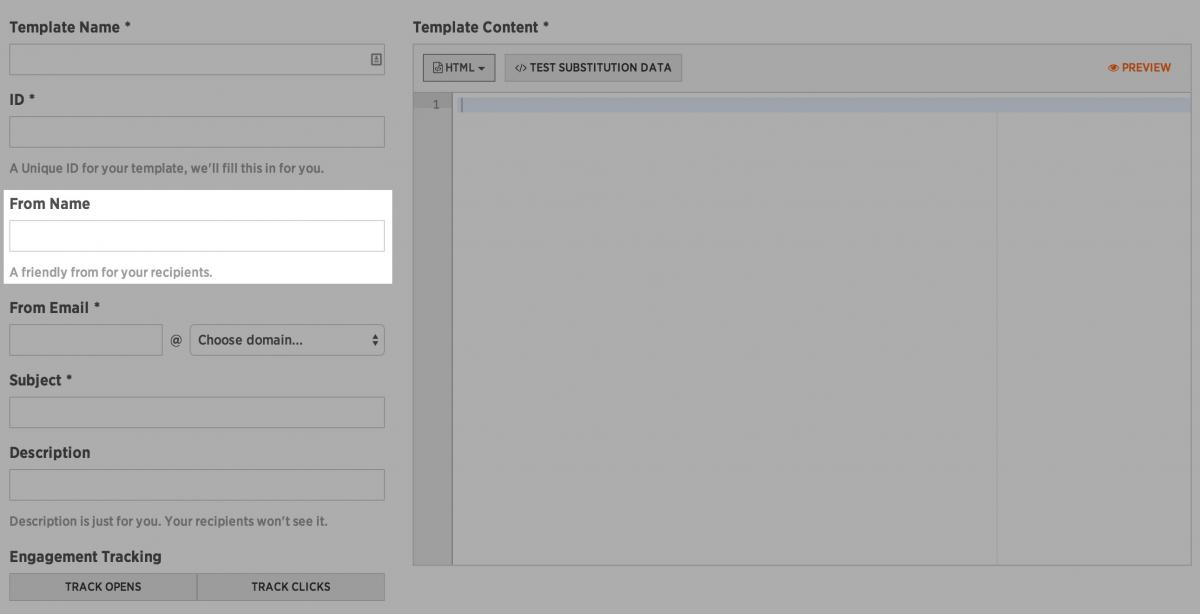 Template Name *
ID *
A Unique ID for your template, we'll fill this in for you.
From Name
A friendly from for your recipients.
From Email *
@ Choose domain...
Subject *
Description
Description is just for you. Your recipients won't see it.
Engagement Tracking
TRACK OPENS TRACK CLICKS
Template Content *
HTML </> TEST SUBSTITUTION DATA PREVIEW
1